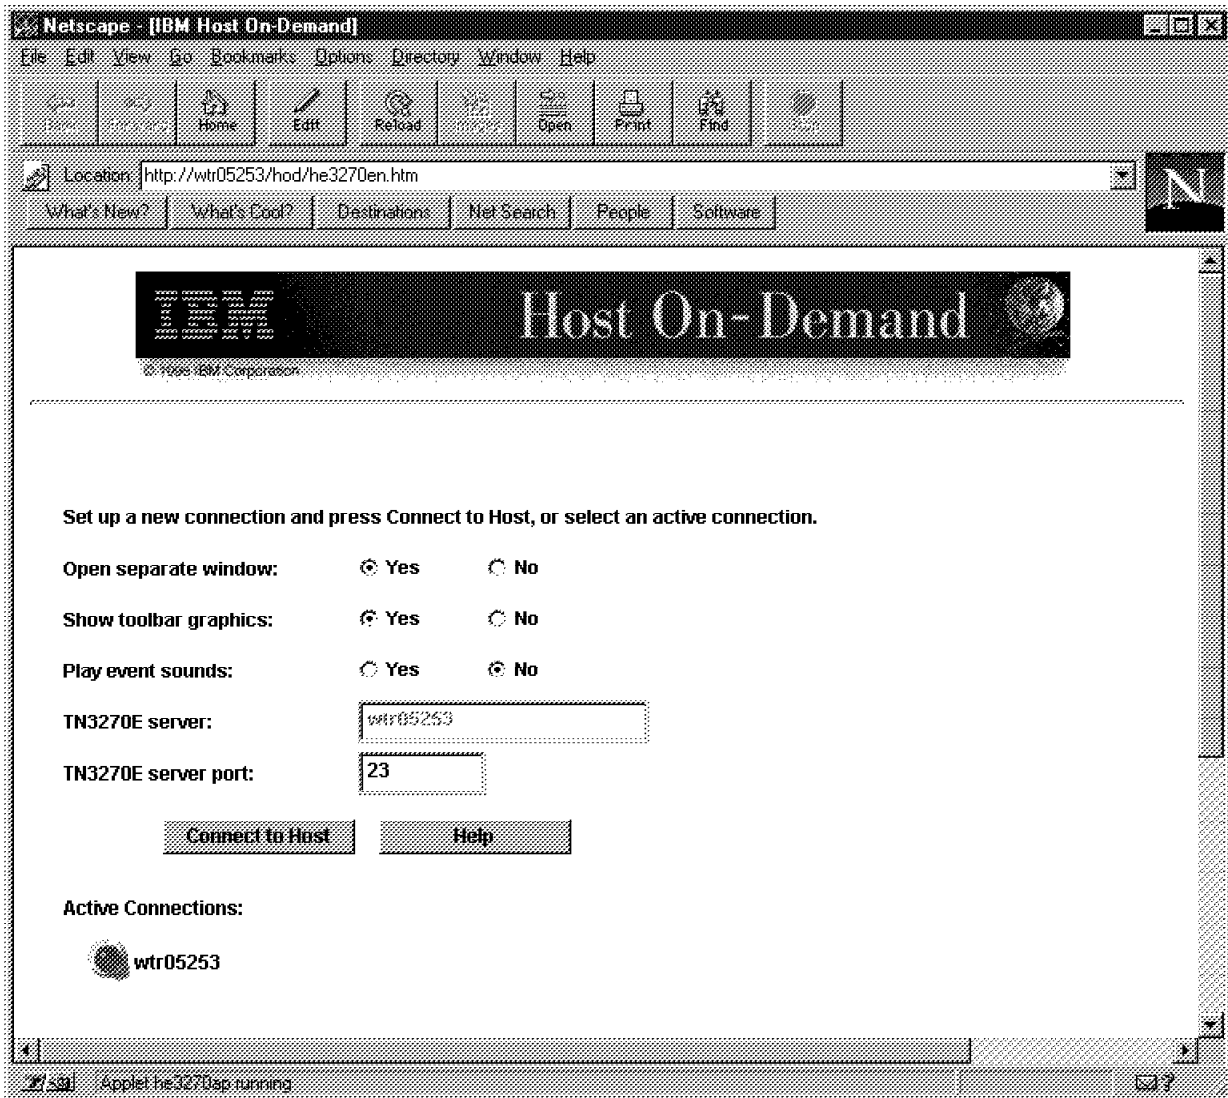 Netscape - [IBM Host On-Demand]
File Edit View Go Bookmarks Options Directory Window Help
Home Edit Reload Open Print Find
Location: http://wtr05253/hod/he3270en.htm
What's New? What's Cool? Destinations Net Search People Software
IBM Host On-Demand
© 1996 IBM Corporation
Set up a new connection and press Connect to Host, or select an active connection.
Open separate window: Yes No
Show toolbar graphics: Yes No
Play event sounds: Yes No
TN3270E server: wtr05253
TN3270E server port: 23
Connect to Host Help
Active Connections:
wtr05253
Applet he3270ap running